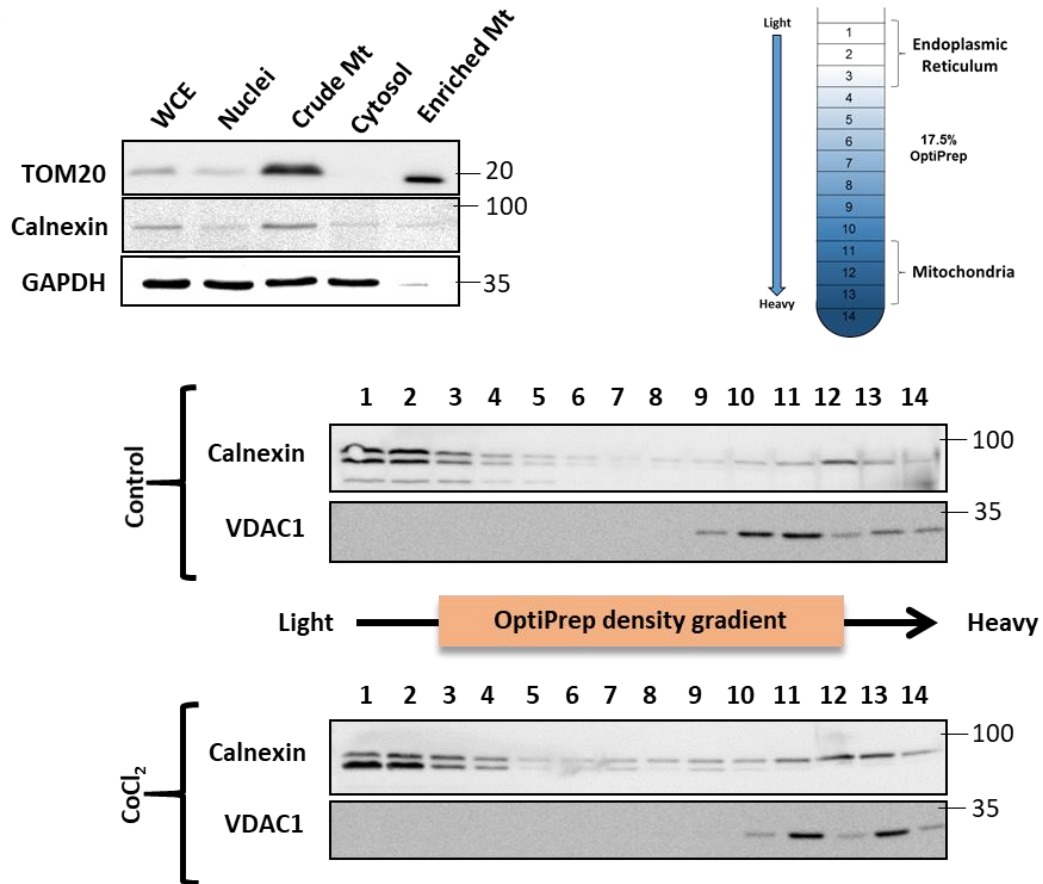 WCE
Nuclei
Crude Mt
Cytosol
Enriched Mt
TOM20
20
Calnexin
100
GAPDH
35
Light
Heavy
1
2
3
4
5
6
7
8
9
10
11
12
13
14
Endoplasmic
Reticulum
17.5%
OptiPrep
Mitochondria
Control
1 2 3 4 5 6 7 8 9 10 11 12 13 14
Calnexin
100
VDAC1
35
Light OptiPrep density gradient Heavy
CoCl₂
1 2 3 4 5 6 7 8 9 10 11 12 13 14
Calnexin
100
VDAC1
35